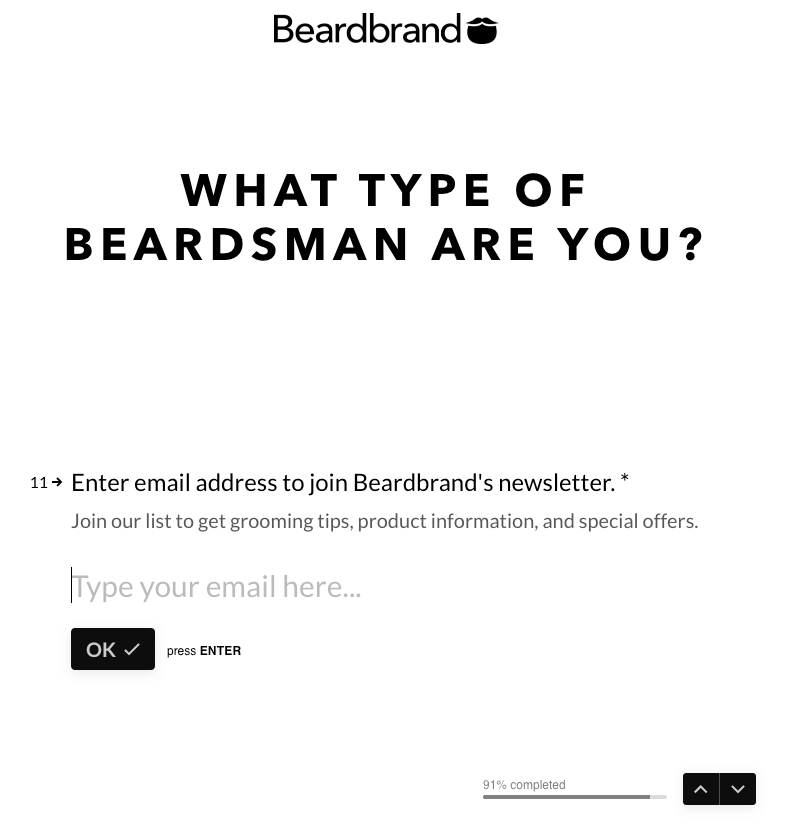 Beardbrand
WHAT TYPE OF
BEARDSMAN ARE YOU?
11→ Enter email address to join Beardbrand's newsletter. *
Join our list to get grooming tips, product information, and special offers.
Type your email here...
OK ✓ press ENTER
91% completed